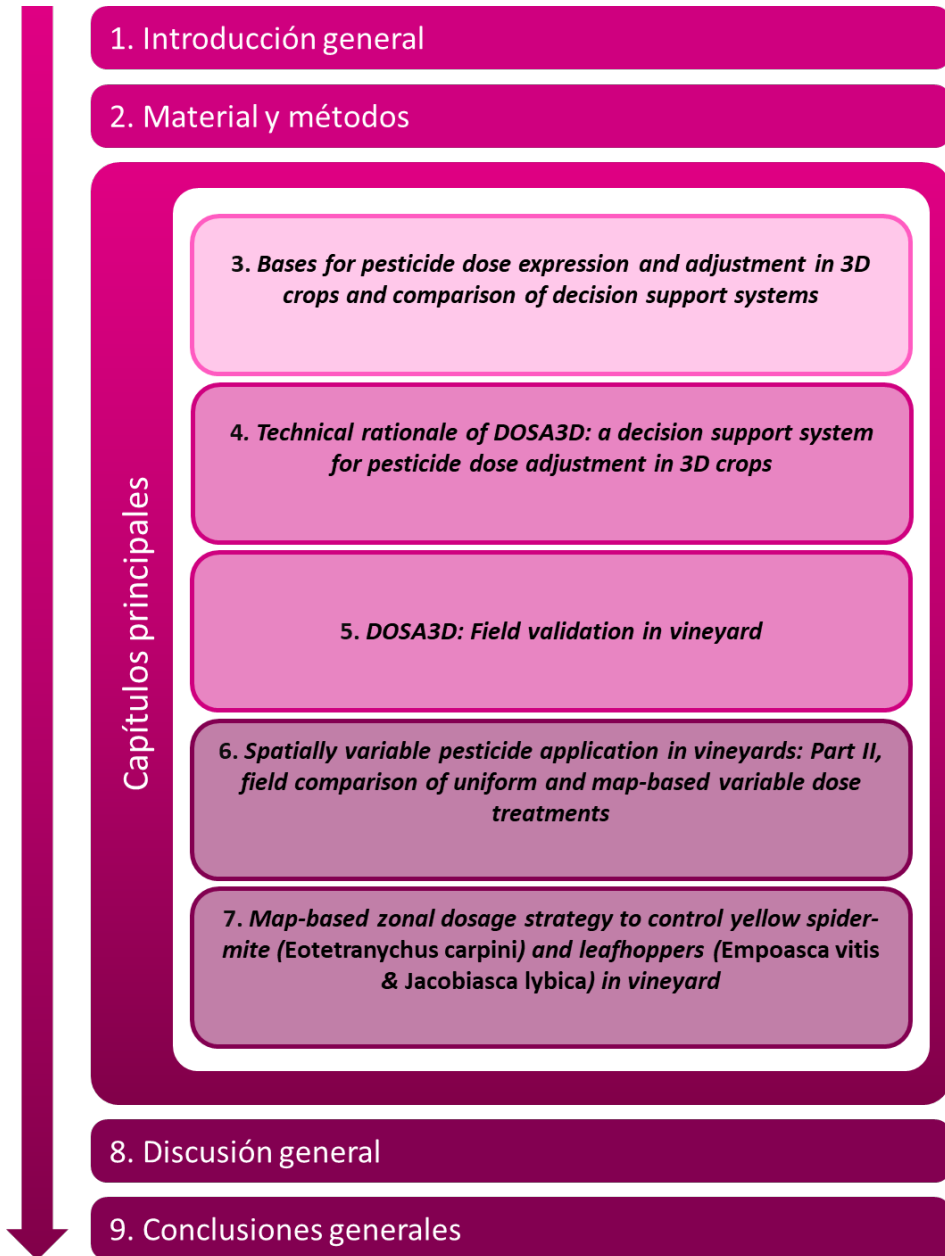 1. Introducción general
2. Material y métodos
Capítulos principales
3. Bases for pesticide dose expression and adjustment in 3D
crops and comparison of decision support systems
4. Technical rationale of DOSA3D: a decision support system
for pesticide dose adjustment in 3D crops
5. DOSA3D: Field validation in vineyard
6. Spatially variable pesticide application in vineyards: Part II,
field comparison of uniform and map-based variable dose
treatments
7. Map-based zonal dosage strategy to control yellow spider-
mite (Eotetranychus carpini) and leafhoppers (Empoasca vitis
& Jacobiasca lybica) in vineyard
8. Discusión general
9. Conclusiones generales